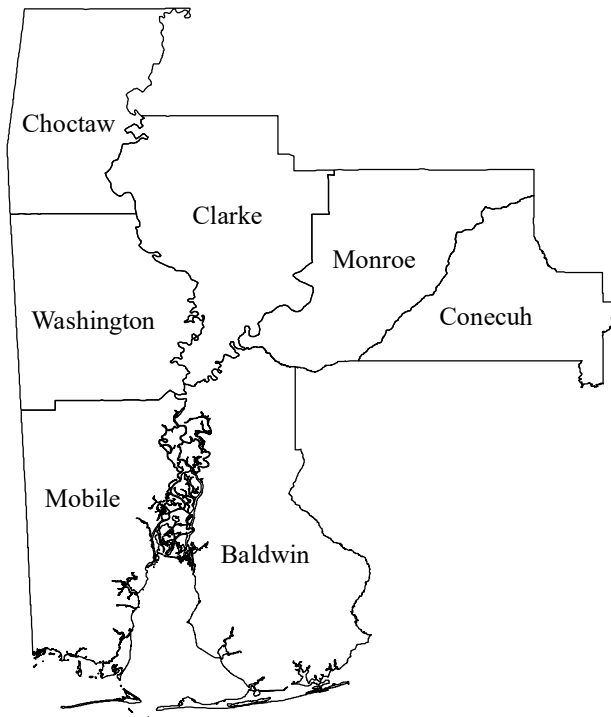 Choctaw
Clarke
Monroe
Conecuh
Washington
Mobile
Baldwin